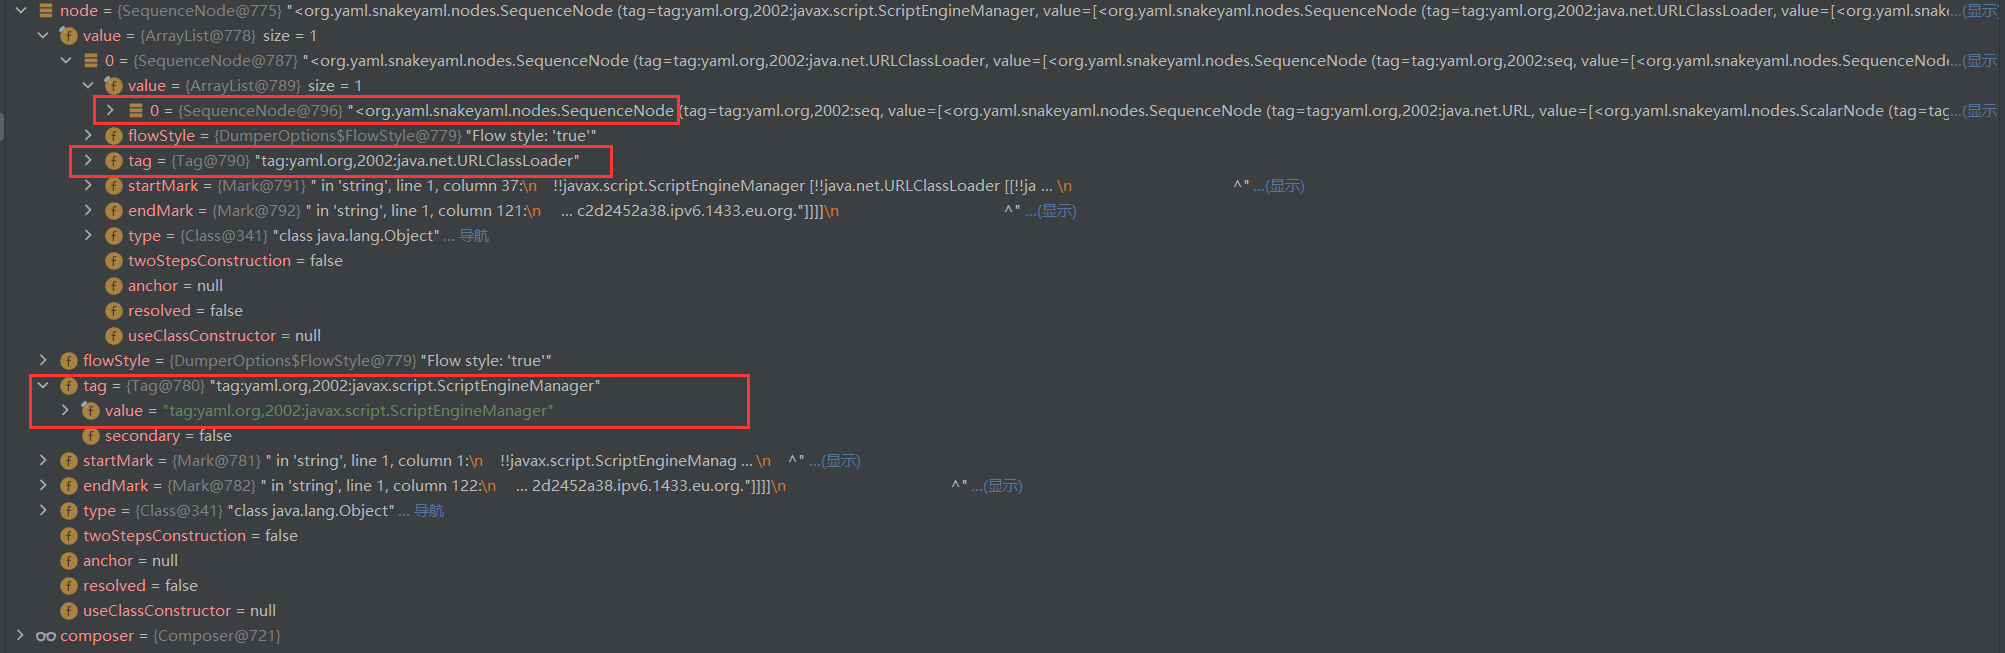 node = {SequenceNode@775} "<org.yaml.snakeyaml.nodes.SequenceNode (tag=tag:yaml.org,2002:javax.script.ScriptEngineManager, value=[<org.yaml.snakeyaml.nodes.SequenceNode (tag=tag:yaml.org,2002:java.net.URLClassLoader, value=[<org.yaml.snake...(显示)
value = {ArrayList@778} size = 1
0 = {SequenceNode@787} "<org.yaml.snakeyaml.nodes.SequenceNode (tag=tag:yaml.org,2002:java.net.URLClassLoader, value=[<org.yaml.snakeyaml.nodes.SequenceNode (tag=tag:yaml.org,2002:seq, value=[<org.yaml.snakeyaml.nodes.SequenceNode...(显示)
value = {ArrayList@789} size = 1
0 = {SequenceNode@796} "<org.yaml.snakeyaml.nodes.SequenceNode (tag=tag:yaml.org,2002:seq, value=[<org.yaml.snakeyaml.nodes.SequenceNode (tag=tag:yaml.org,2002:java.net.URL, value=[<org.yaml.snakeyaml.nodes.ScalarNode (tag=tag...(显示)
flowStyle = {DumperOptions$FlowStyle@779} "Flow style: 'true'"
tag = {Tag@790} "tag:yaml.org,2002:java.net.URLClassLoader"
startMark = {Mark@791} " in 'string', line 1, column 37:\n !!javax.script.ScriptEngineManager [!!java.net.URLClassLoader [[!!ja ... \n ^" ...(显示)
endMark = {Mark@792} " in 'string', line 1, column 121:\n ... c2d2452a38.ipv6.1433.eu.org."]]]]\n ^" ...(显示)
type = {Class@341} "class java.lang.Object" ... 导航
twoStepsConstruction = false
anchor = null
resolved = false
useClassConstructor = null
flowStyle = {DumperOptions$FlowStyle@779} "Flow style: 'true'"
tag = {Tag@780} "tag:yaml.org,2002:javax.script.ScriptEngineManager"
value = "tag:yaml.org,2002:javax.script.ScriptEngineManager"
secondary = false
startMark = {Mark@781} " in 'string', line 1, column 1:\n !!javax.script.ScriptEngineManag ... \n ^" ...(显示)
endMark = {Mark@782} " in 'string', line 1, column 122:\n ... 2d2452a38.ipv6.1433.eu.org."]]]]\n ^" ...(显示)
type = {Class@341} "class java.lang.Object" ... 导航
twoStepsConstruction = false
anchor = null
resolved = false
useClassConstructor = null
composer = {Composer@721}